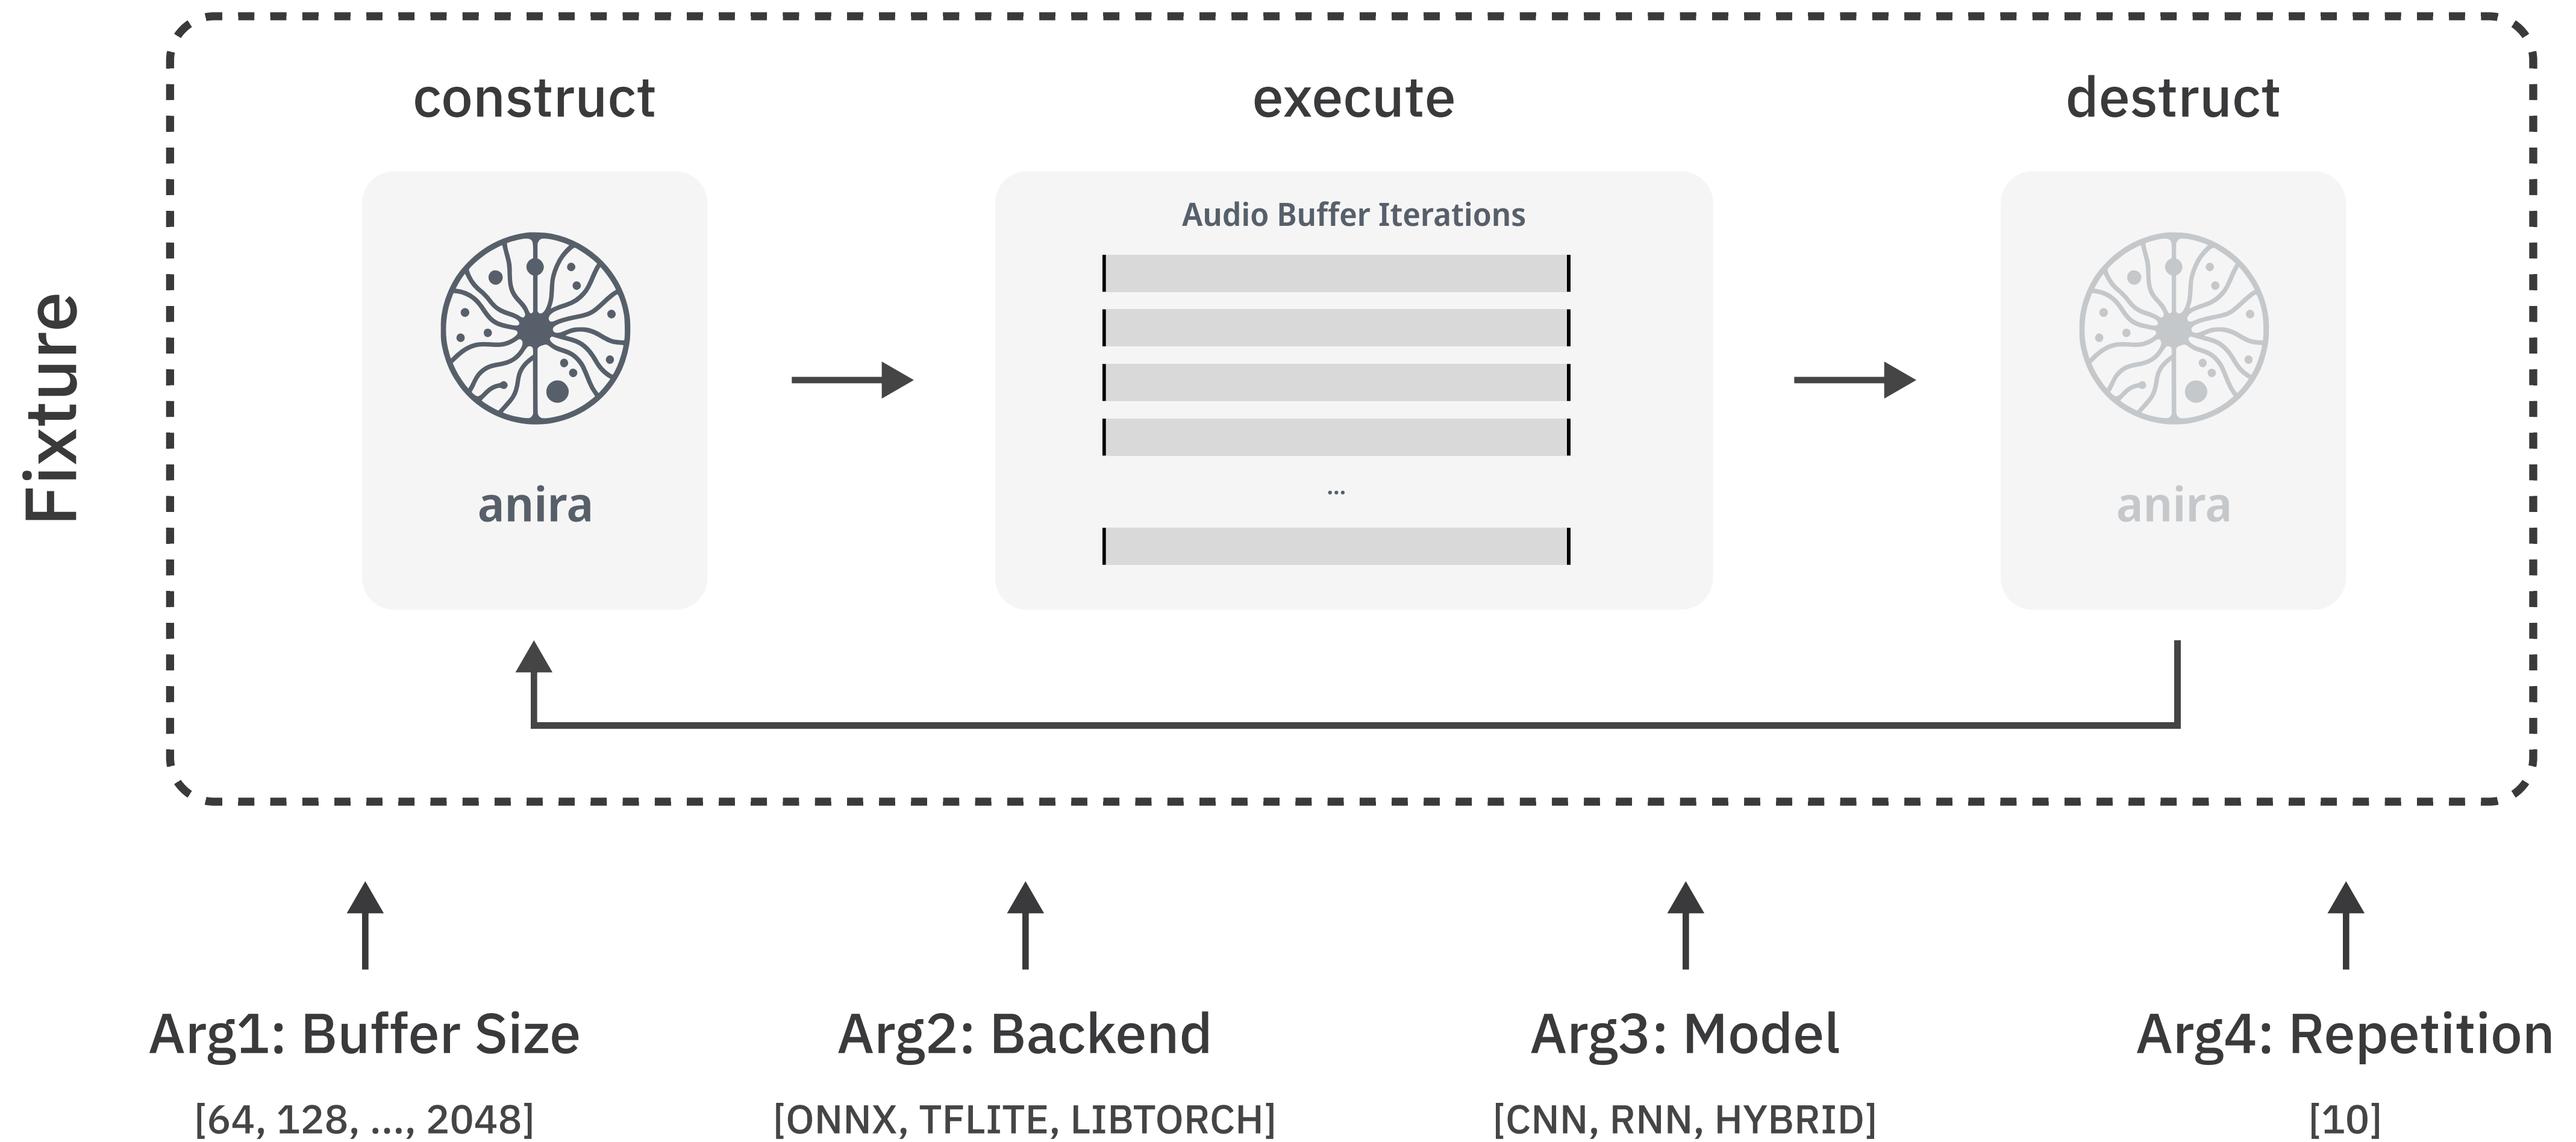 Fixture
construct
execute
destruct
anira
Audio Buffer Iterations
...
anira
Arg1: Buffer Size
[64, 128, ..., 2048]
Arg2: Backend
[ONNX, TFLITE, LIBTORCH]
Arg3: Model
[CNN, RNN, HYBRID]
Arg4: Repetition
[10]